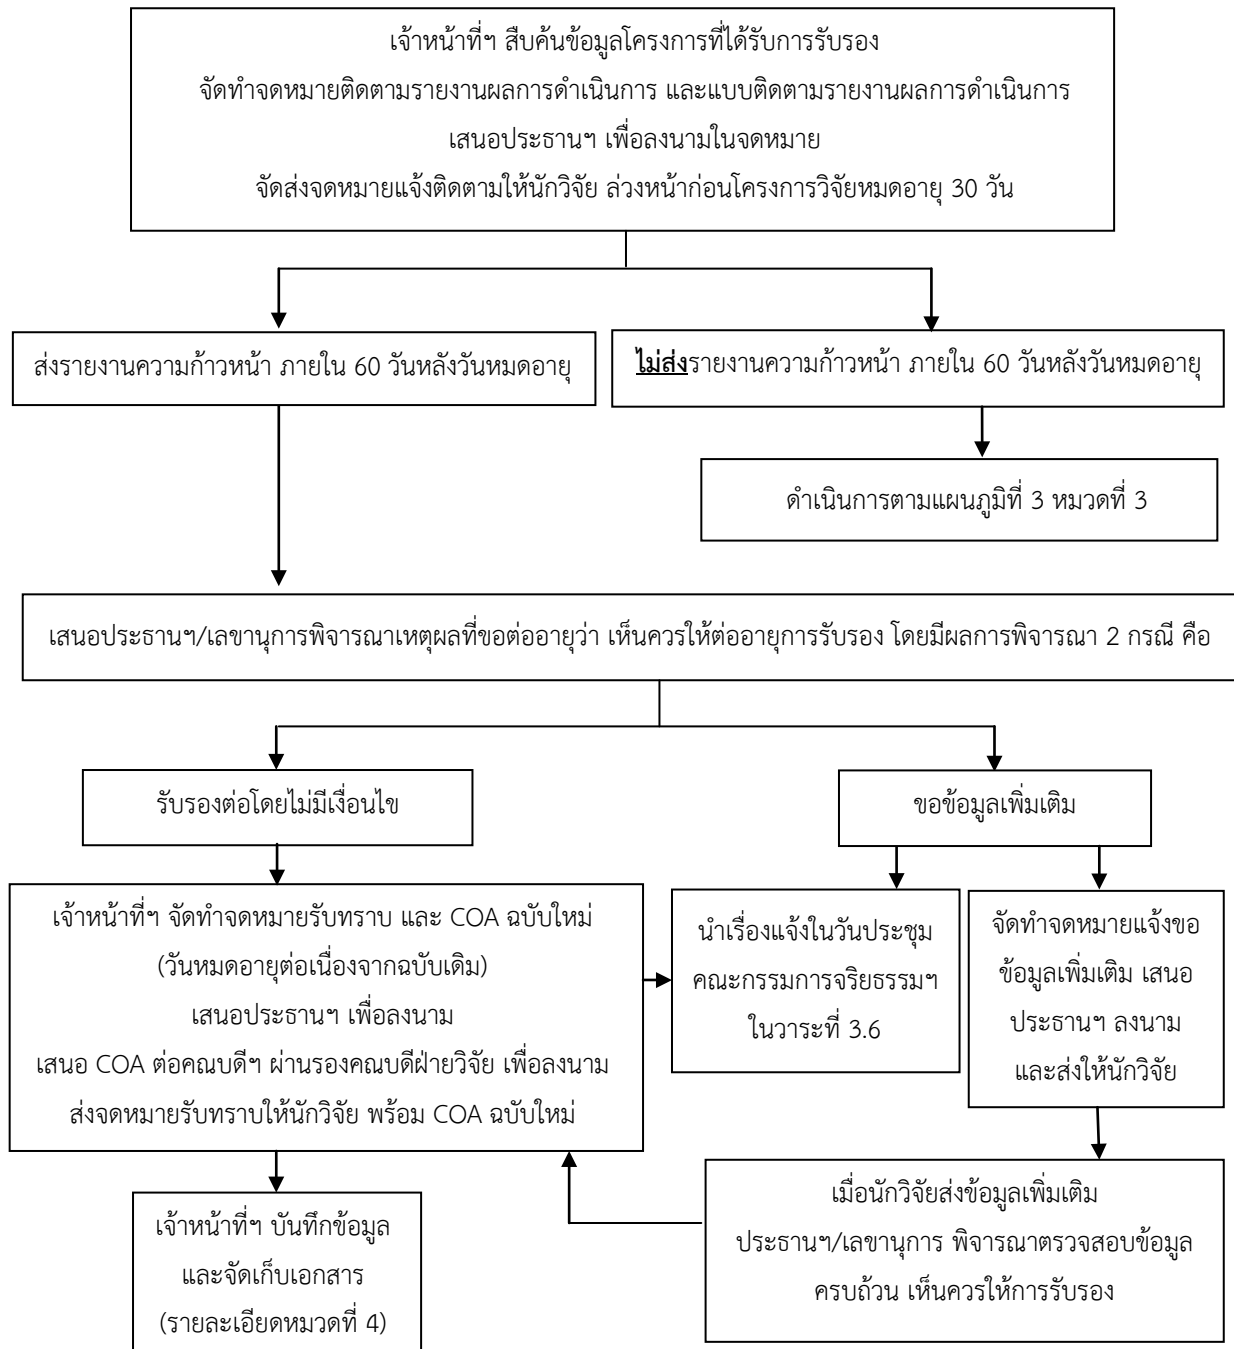 เจ้าหน้าที่ฯ สืบค้นข้อมูลโครงการที่ได้รับการรับรอง
จัดทำจดหมายติดตามรายงานผลการดำเนินการ และแบบติดตามรายงานผลการดำเนินการ
เสนอประธานฯ เพื่อลงนามในจดหมาย
จัดส่งจดหมายแจ้งติดตามให้นักวิจัย ล่วงหน้าก่อนโครงการวิจัยหมดอายุ 30 วัน
ส่งรายงานความก้าวหน้า ภายใน 60 วันหลังวันหมดอายุ
ไม่ส่งรายงานความก้าวหน้า ภายใน 60 วันหลังวันหมดอายุ
ดำเนินการตามแผนภูมิที่ 3 หมวดที่ 3
เสนอประธานฯ/เลขานุการพิจารณาเหตุผลที่ขอต่ออายุว่า เห็นควรให้ต่ออายุการรับรอง โดยมีผลการพิจารณา 2 กรณี คือ
รับรองต่อโดยไม่มีเงื่อนไข
ขอข้อมูลเพิ่มเติม
เจ้าหน้าที่ฯ จัดทำจดหมายรับทราบ และ COA ฉบับใหม่
(วันหมดอายุต่อเนื่องจากฉบับเดิม)
เสนอประธานฯ เพื่อลงนาม
เสนอ COA ต่อคณบดีฯ ผ่านรองคณบดีฝ่ายวิจัย เพื่อลงนาม
ส่งจดหมายรับทราบให้นักวิจัย พร้อม COA ฉบับใหม่
นำเรื่องแจ้งในวันประชุม
คณะกรรมการจริยธรรมฯ
ในวาระที่ 3.6
จัดทำจดหมายแจ้งขอ
ข้อมูลเพิ่มเติม เสนอ
ประธานฯ ลงนาม
และส่งให้นักวิจัย
เมื่อนักวิจัยส่งข้อมูลเพิ่มเติม
ประธานฯ/เลขานุการ พิจารณาตรวจสอบข้อมูล
ครบถ้วน เห็นควรให้การรับรอง
เจ้าหน้าที่ฯ บันทึกข้อมูล
และจัดเก็บเอกสาร
(รายละเอียดหมวดที่ 4)